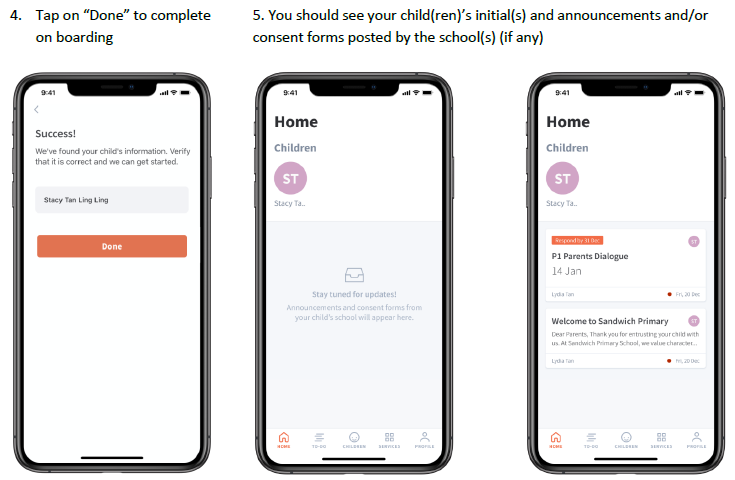 4. Tap on “Done” to complete
on boarding
5. You should see your child(ren)’s initial(s) and announcements and/or
consent forms posted by the school(s) (if any)
9:41
Success!
We've found your child's information. Verify
that it is correct and we can get started.
Stacy Tan Ling Ling
Done
9:41
Home
Children
ST
Stacy Ta..
Stay tuned for updates!
Announcements and consent forms from
your child's school will appear here.
HOME TO-DO CHILDREN SERVICES PROFILE
9:41
Home
Children
ST
Stacy Ta..
Respond by 31 Dec
ST
P1 Parents Dialogue
14 Jan
Lydia Tan
Fri, 20 Dec
Welcome to Sandwich Primary
ST
Dear Parents, Thank you for entrusting your child with
us. At Sandwich Primary School, we value character...
Lydia Tan
Fri, 20 Dec
HOME TO-DO CHILDREN SERVICES PROFILE